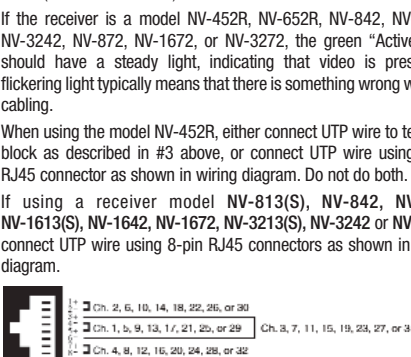 If the receiver is a model NV-452R, NV-652R, NV-842, NV
NV-3242, NV-872, NV-1672, or NV-3272, the green “Active
should have a steady light, indicating that video is pres
flickering light typically means that there is something wrong w
cabling.
When using the model NV-452R, either connect UTP wire to te
block as described in #3 above, or connect UTP wire using
RJ45 connector as shown in wiring diagram. Do not do both.
If using a receiver model NV-813(S), NV-842, NV
NV-1613(S), NV-1642, NV-1672, NV-3213(S), NV-3242 or NV
connect UTP wire using 8-pin RJ45 connectors as shown in
diagram.
Ch. 2, 6, 10, 14, 18, 22, 26, or 30
Ch. 1, 5, 9, 13, 17, 21, 25, or 29 Ch. 3, 7, 11, 15, 19, 23, 27, or 3
Ch. 4, 8, 12, 16, 20, 24, 28, or 32